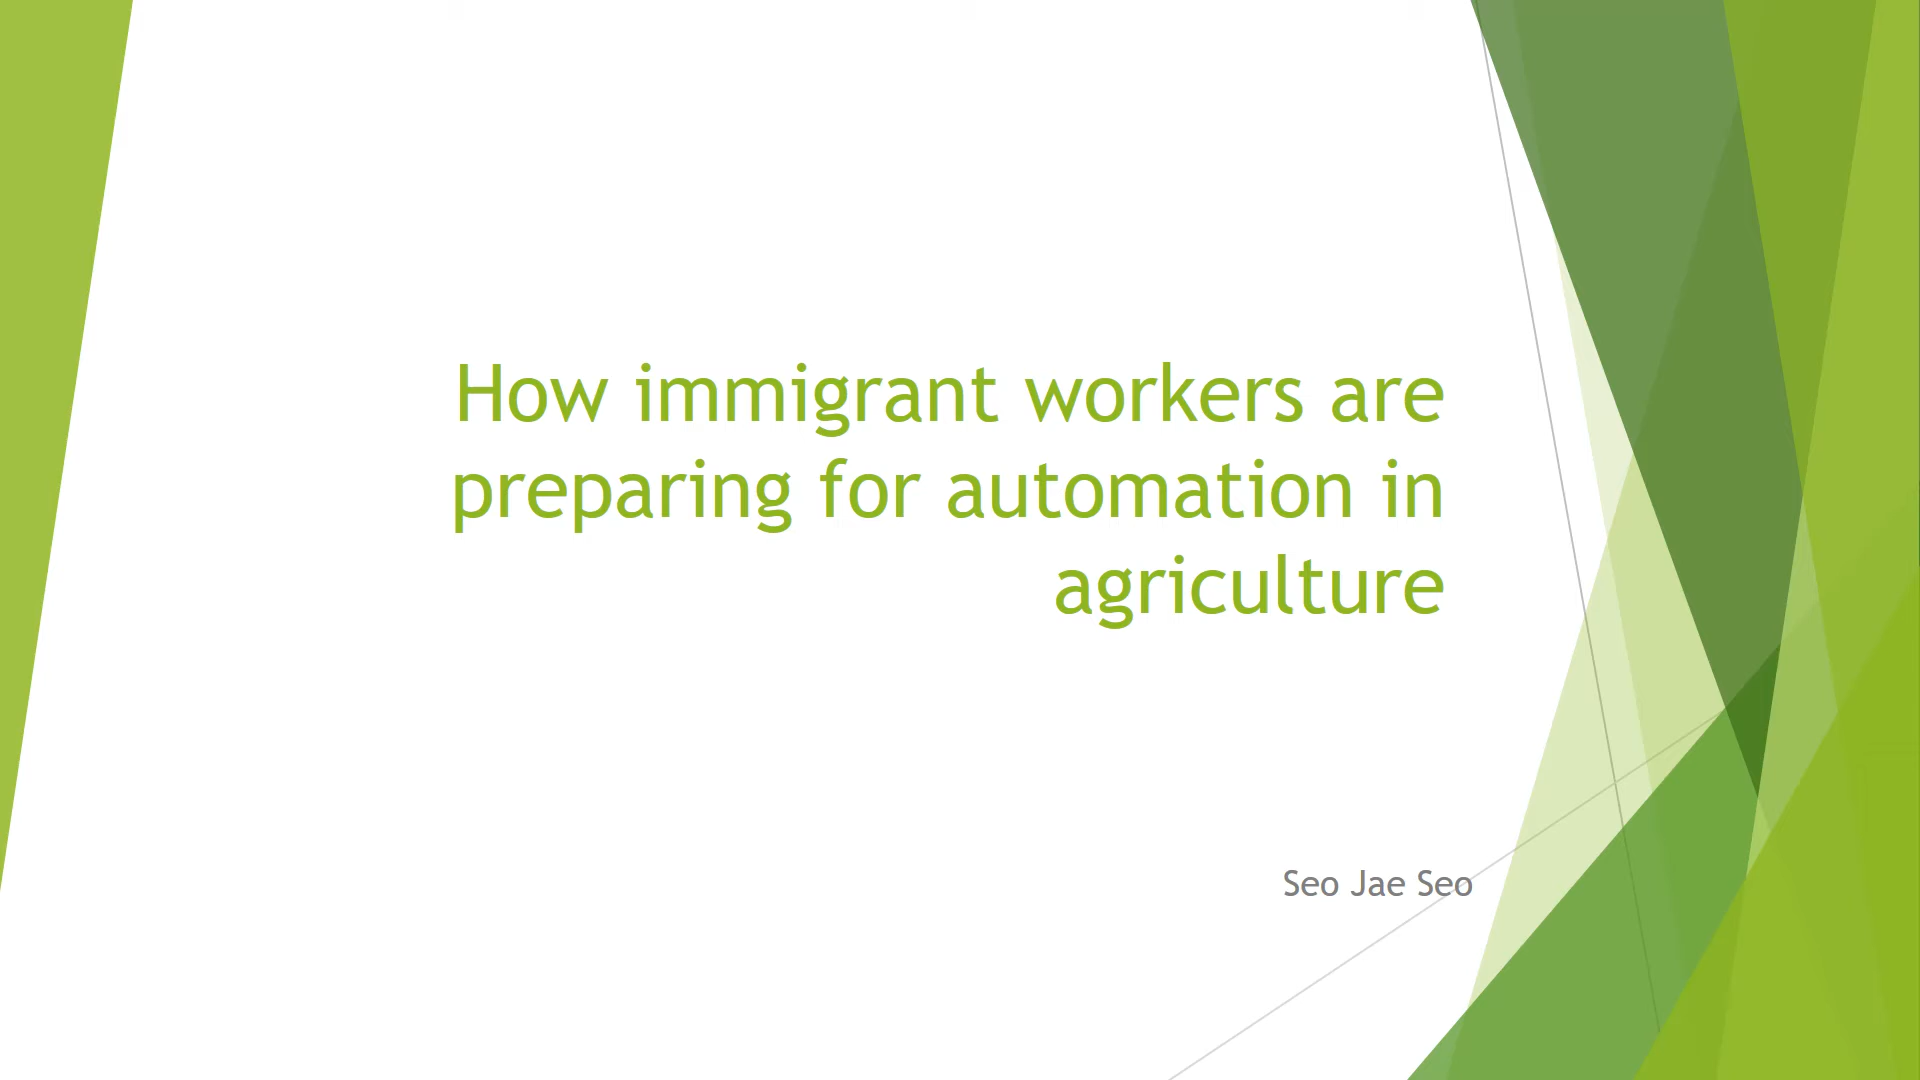 How immigrant workers are
preparing for automation in
agriculture
Seo Jae Seo